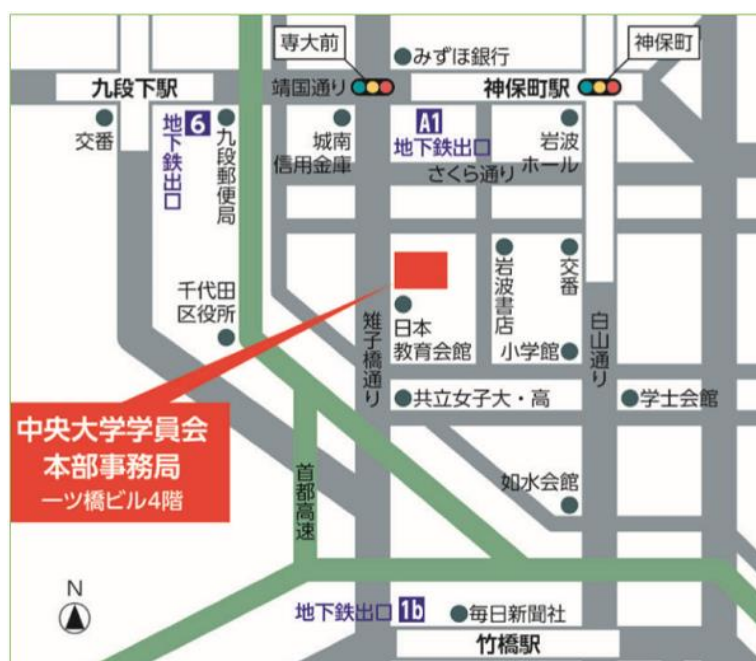 専大前
神保町
みずほ銀行
九段下駅
靖国通り
神保町駅
交番
地下鉄出口
6
九段郵便局
城南
信用金庫
A1
地下鉄出口
岩波
ホール
さくら通り
千代田
区役所
雉子橋通り
日本
教育会館
岩波書店
交番
小学館
白山通り
共立女子大・高
学士会館
中央大学学員会
本部事務局
一ツ橋ビル4階
首都高速
如水会館
N
地下鉄出口 1b
毎日新聞社
竹橋駅